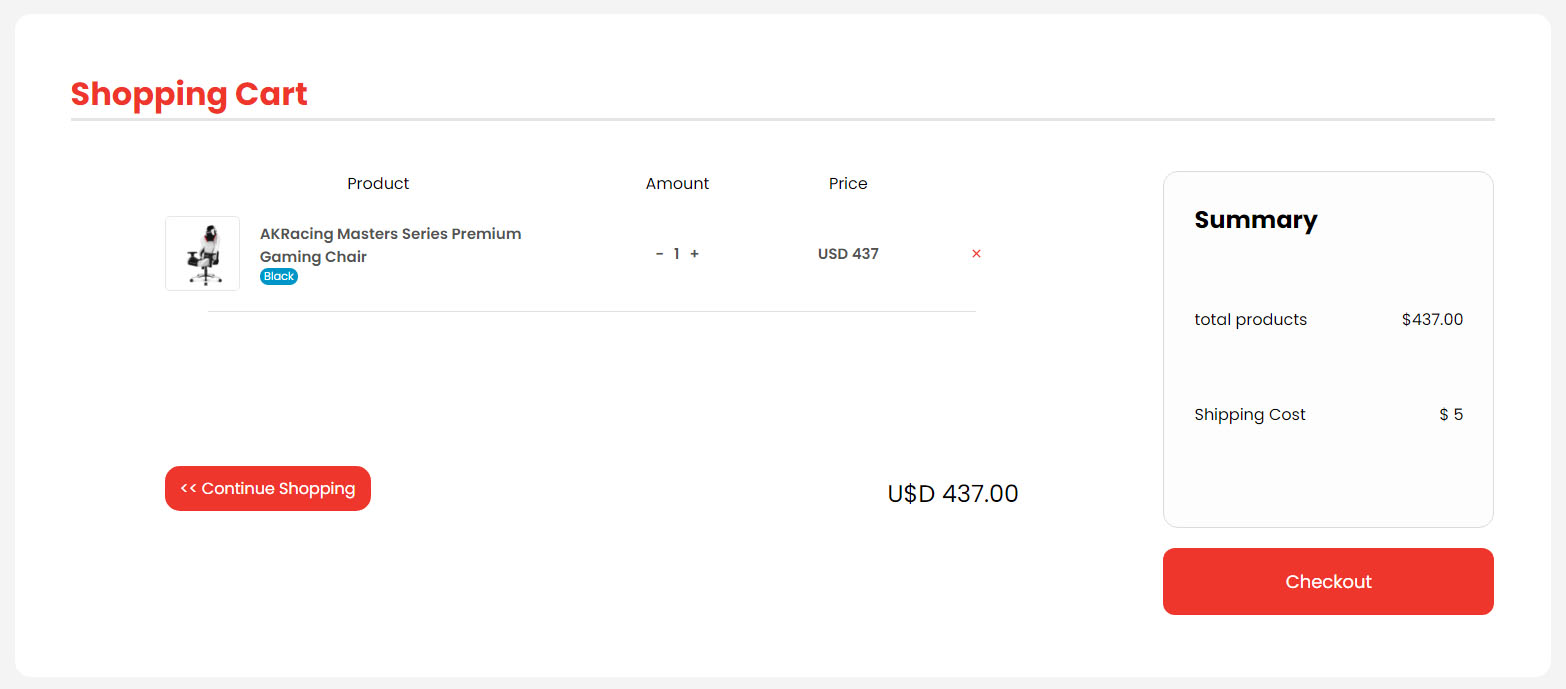 Shopping Cart
Product Amount Price
AKRacing Masters Series Premium
Gaming Chair
Black
- 1 + USD 437 ×
<< Continue Shopping
U$D 437.00
Summary
total products $437.00
Shipping Cost $ 5
Checkout